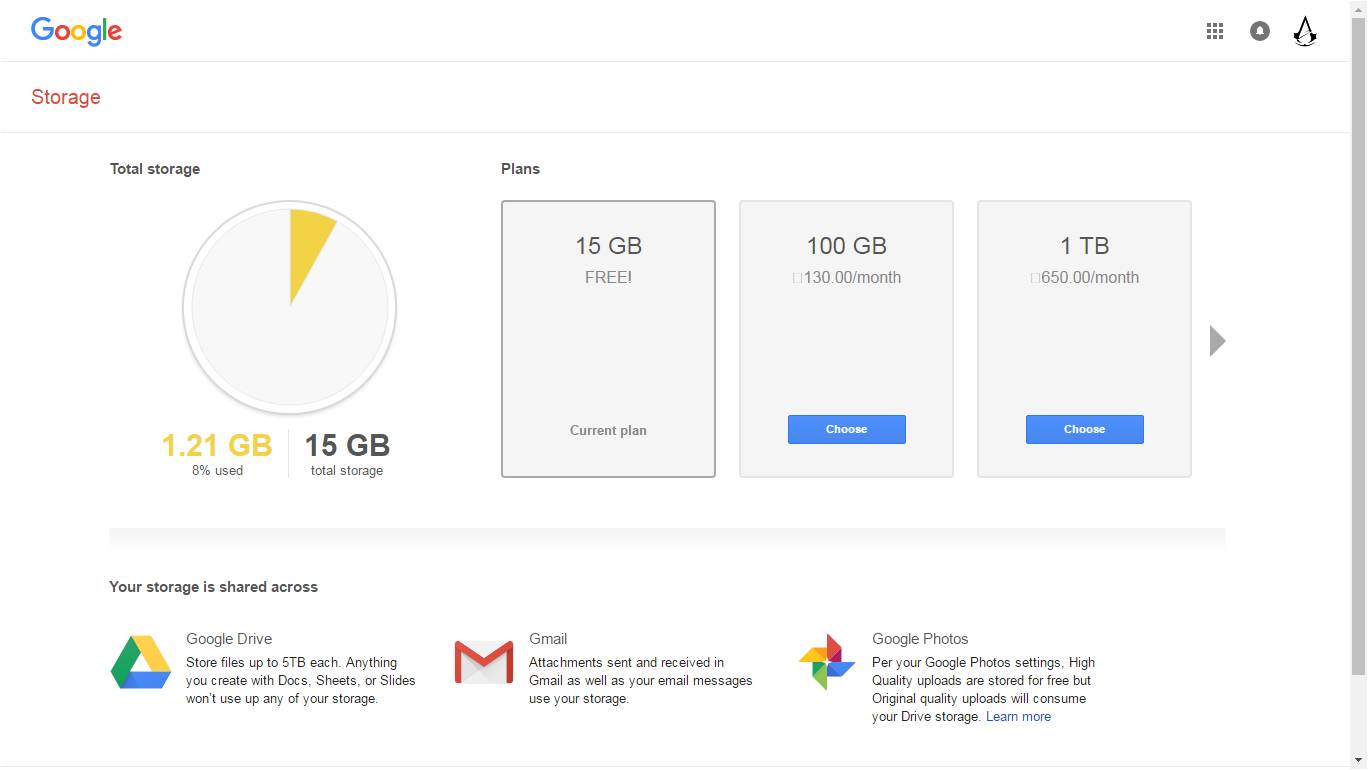 Google
Storage
Total storage
1.21 GB
8% used
15 GB
total storage
Plans
15 GB
FREE!
Current plan
100 GB
130.00/month
Choose
1 TB
650.00/month
Choose
Your storage is shared across
Google Drive
Store files up to 5TB each. Anything
you create with Docs, Sheets, or Slides
won’t use up any of your storage.
Gmail
Attachments sent and received in
Gmail as well as your email messages
use your storage.
Google Photos
Per your Google Photos settings, High
Quality uploads are stored for free but
Original quality uploads will consume
your Drive storage. Learn more